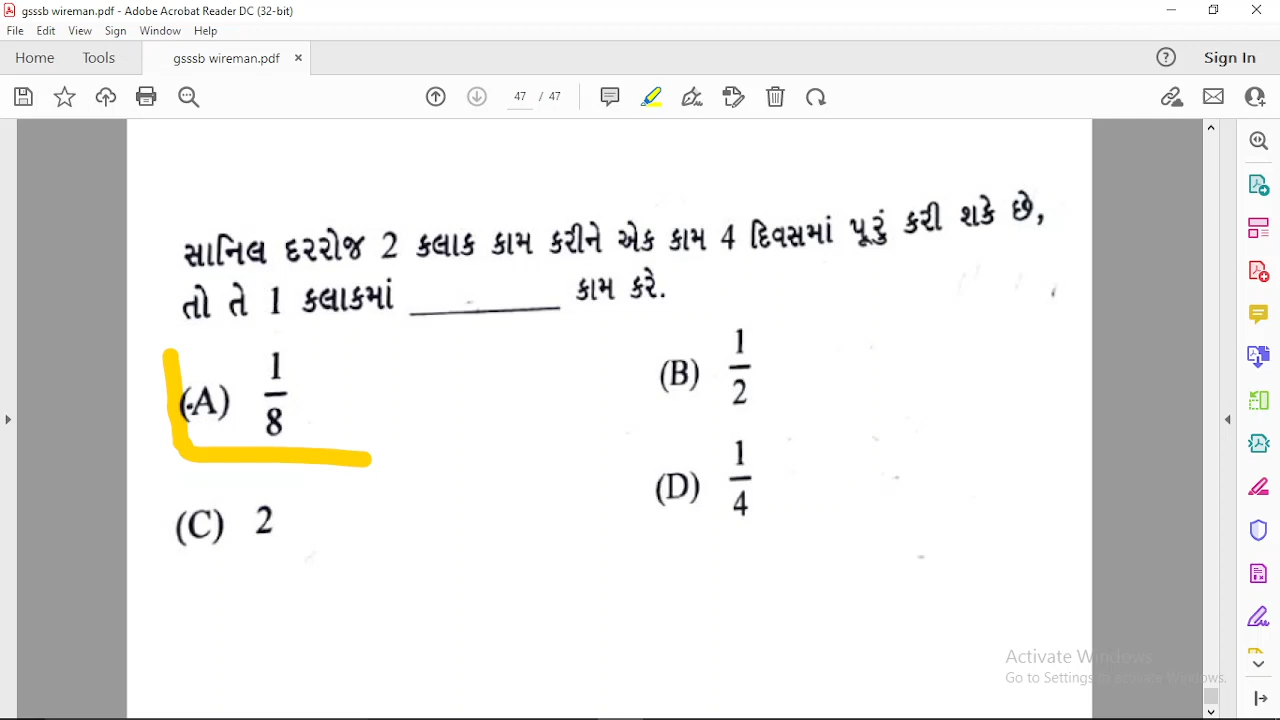 gsssb wireman.pdf - Adobe Acrobat Reader DC (32-bit)
File Edit View Sign Window Help
Home Tools gsssb wireman.pdf × ? Sign In
47 / 47
સાનિલ દરરોજ 2 કલાક કામ કરીને એક કામ 4 દિવસમાં પૂરું કરી શકે છે,
તો તે 1 કલાકમાં __________ કામ કરે.
(A) 1/8 (B) 1/2
(C) 2 (D) 1/4
Activate Windows
Go to Settings to activate Windows.